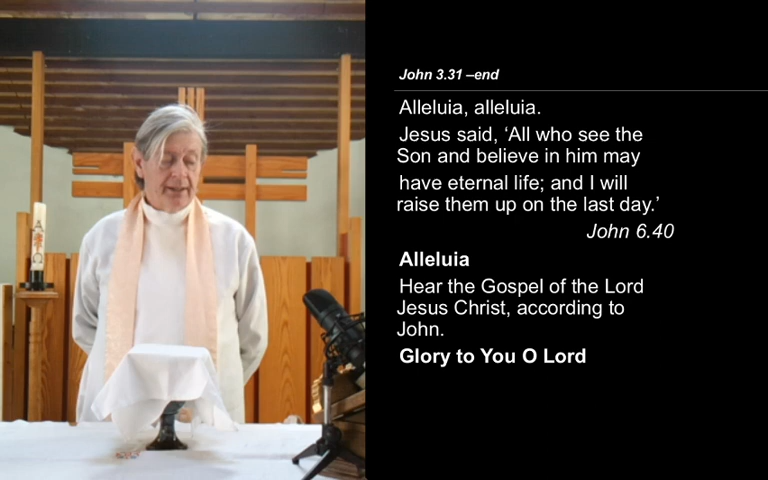 John 3.31 –end
Alleluia, alleluia.
Jesus said, ‘All who see the
Son and believe in him may
have eternal life; and I will
raise them up on the last day.’
John 6.40
Alleluia
Hear the Gospel of the Lord
Jesus Christ, according to
John.
Glory to You O Lord
Α
Ω